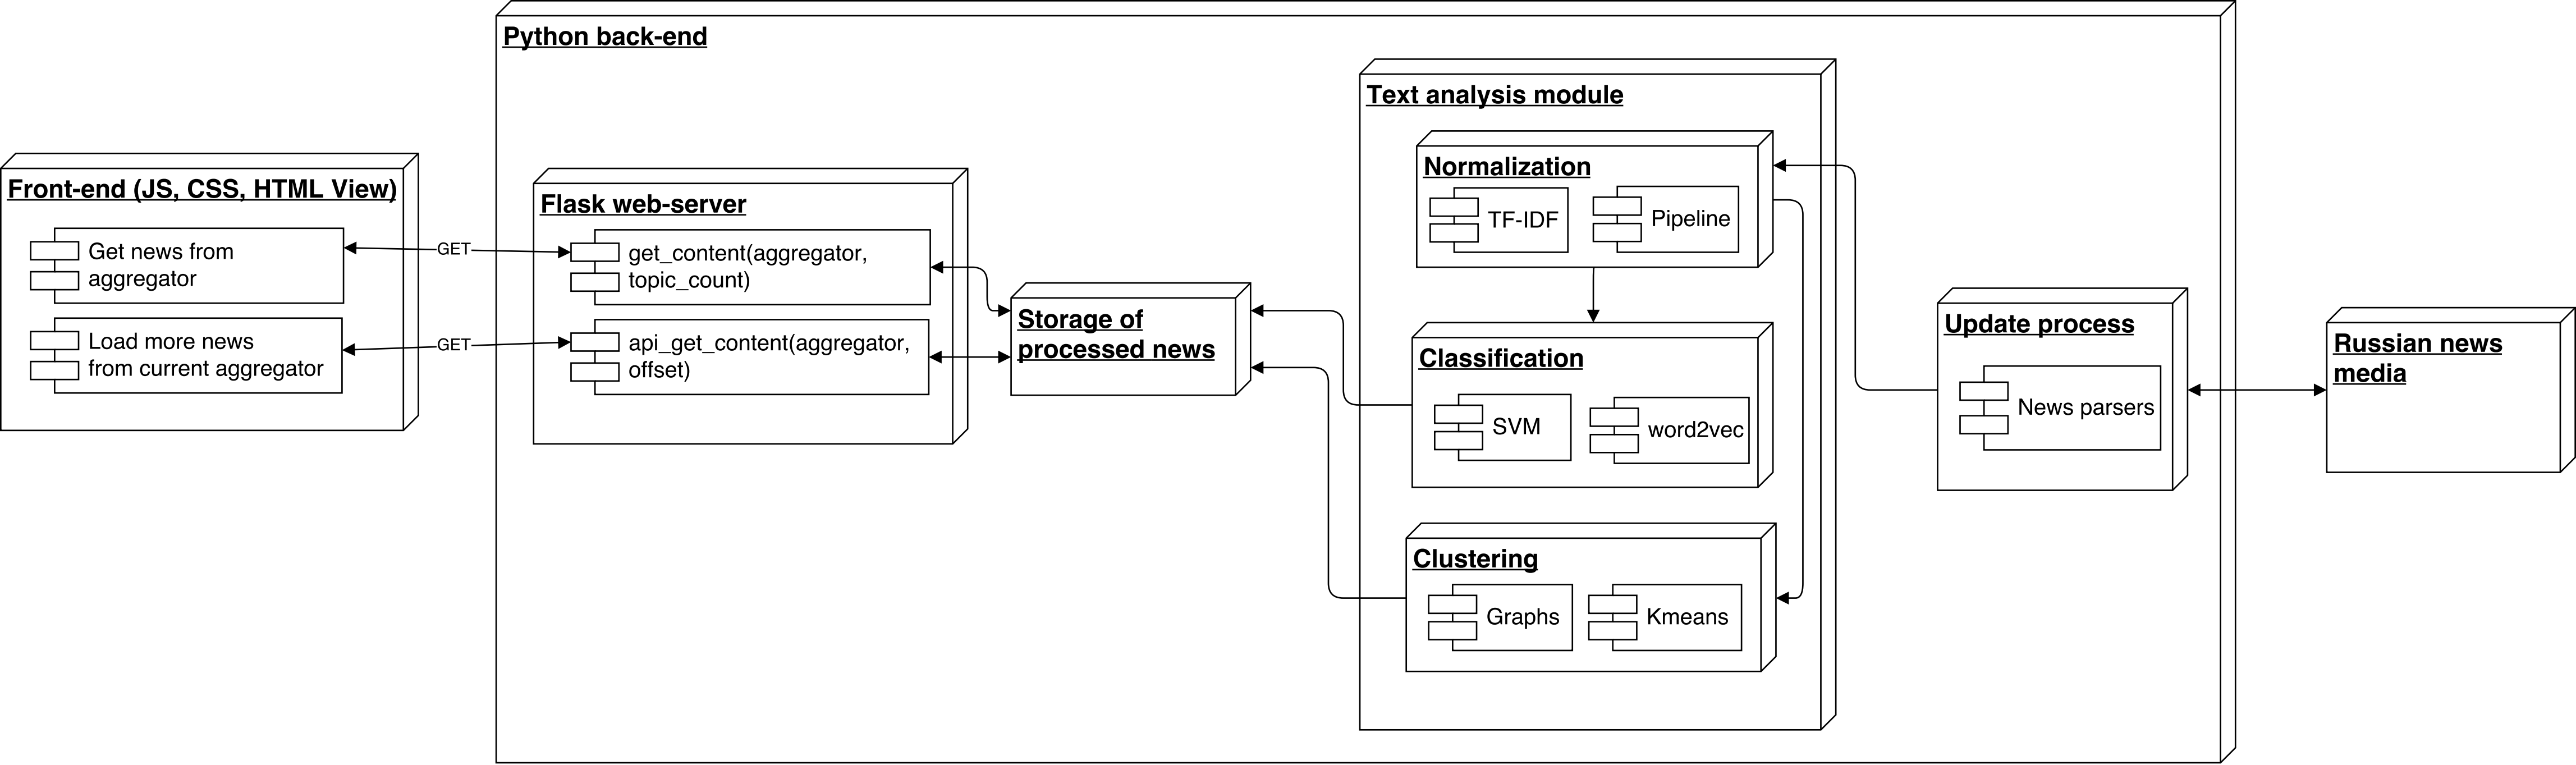 Python back-end
Text analysis module
Front-end (JS, CSS, HTML View)
Get news from
aggregator
Load more news
from current aggregator
GET
GET
Flask web-server
get_content(aggregator,
topic_count)
api_get_content(aggregator,
offset)
Storage of
processed news
Normalization
TF-IDF
Pipeline
Classification
SVM
word2vec
Clustering
Graphs
Kmeans
Update process
News parsers
Russian news
media